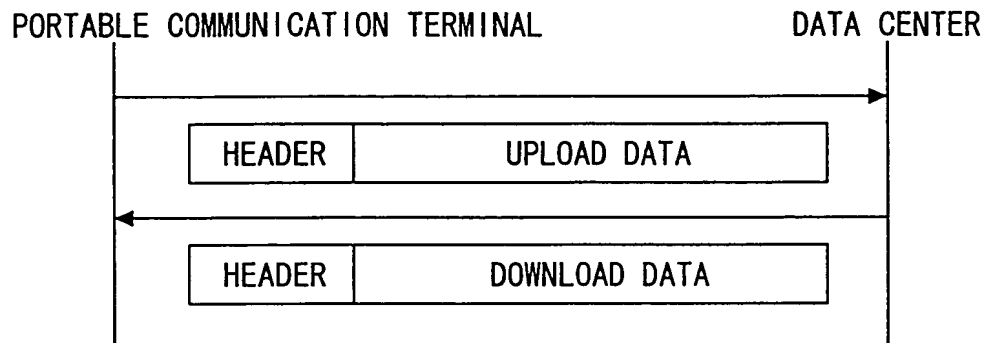 PORTABLE COMMUNICATION TERMINAL DATA CENTER
HEADER UPLOAD DATA
HEADER DOWNLOAD DATA